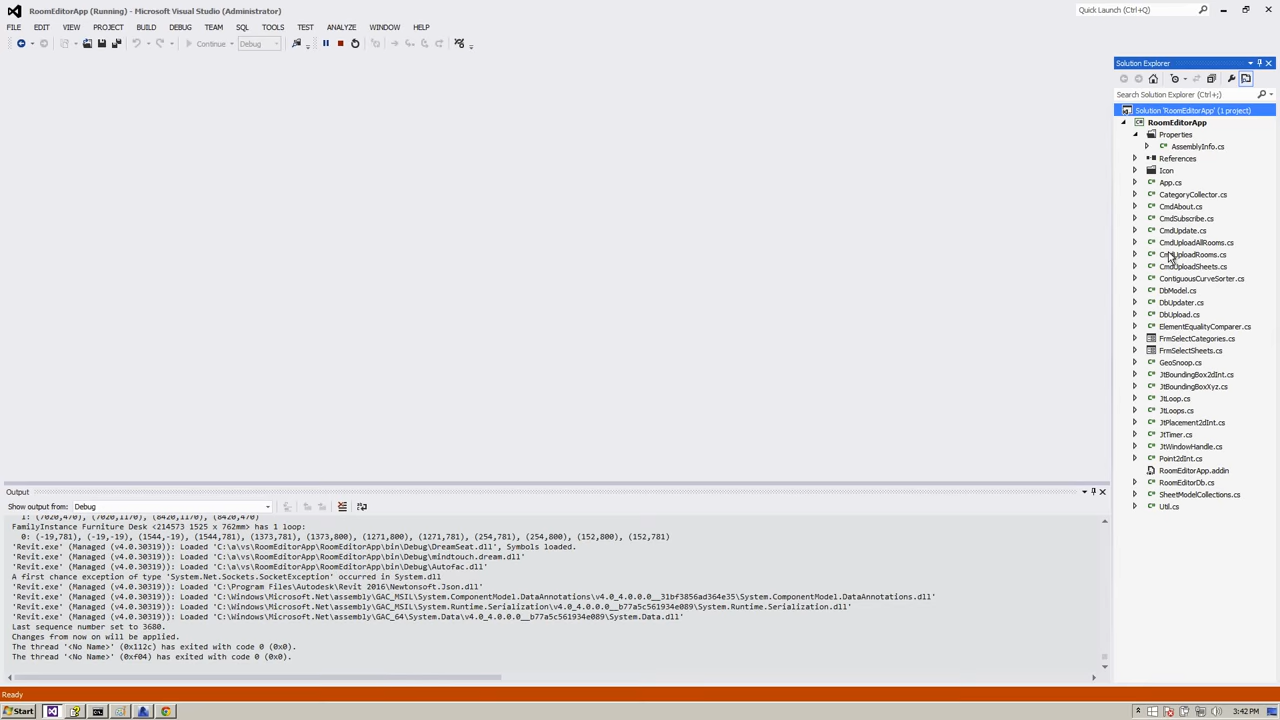 RoomEditorApp (Running) - Microsoft Visual Studio (Administrator)
Quick Launch (Ctrl+Q)
FILE EDIT VIEW PROJECT BUILD DEBUG TEAM SQL TOOLS TEST ANALYZE WINDOW HELP
Continue Debug
Solution Explorer
Search Solution Explorer (Ctrl+;)
Solution 'RoomEditorApp' (1 project)
RoomEditorApp
Properties
AssemblyInfo.cs
References
Icon
App.cs
CategoryCollector.cs
CmdAbout.cs
CmdSubscribe.cs
CmdUpdate.cs
CmdUploadAllRooms.cs
CmdUploadRooms.cs
CmdUploadSheets.cs
ContiguousCurveSorter.cs
DbModel.cs
DbUpdater.cs
DbUpload.cs
ElementEqualityComparer.cs
FrmSelectCategories.cs
FrmSelectSheets.cs
GeoSnoop.cs
JtBoundingBox2dInt.cs
JtBoundingBoxXyz.cs
JtLoop.cs
JtLoops.cs
JtPlacement2dInt.cs
JtTimer.cs
JtWindowHandle.cs
Point2dInt.cs
RoomEditorApp.addin
RoomEditorDb.cs
SheetModelCollections.cs
Util.cs
Output
Show output from: Debug
1: (7020,470), (7020,1170), (8420,1170), (8420,470)
FamilyInstance Furniture Desk <214573 1525 x 762mm> has 1 loop:
0: (-19,781), (-19,-19), (1544,-19), (1544,781), (1373,781), (1373,800), (1271,800), (1271,781), (254,781), (254,800), (152,800), (152,781)
'Revit.exe' (Managed (v4.0.30319)): Loaded 'C:\a\vs\RoomEditorApp\RoomEditorApp\bin\Debug\DreamSeat.dll', Symbols loaded.
'Revit.exe' (Managed (v4.0.30319)): Loaded 'C:\a\vs\RoomEditorApp\RoomEditorApp\bin\Debug\mindtouch.dream.dll'
'Revit.exe' (Managed (v4.0.30319)): Loaded 'C:\a\vs\RoomEditorApp\RoomEditorApp\bin\Debug\Autofac.dll'
A first chance exception of type 'System.Net.Sockets.SocketException' occurred in System.dll
'Revit.exe' (Managed (v4.0.30319)): Loaded 'C:\Program Files\Autodesk\Revit 2016\Newtonsoft.Json.dll'
'Revit.exe' (Managed (v4.0.30319)): Loaded 'C:\Windows\Microsoft.Net\assembly\GAC_MSIL\System.ComponentModel.DataAnnotations\v4.0_4.0.0.0__31bf3856ad364e35\System.ComponentModel.DataAnnotations.dll'
'Revit.exe' (Managed (v4.0.30319)): Loaded 'C:\Windows\Microsoft.Net\assembly\GAC_MSIL\System.Runtime.Serialization\v4.0_4.0.0.0__b77a5c561934e089\System.Runtime.Serialization.dll'
'Revit.exe' (Managed (v4.0.30319)): Loaded 'C:\Windows\Microsoft.Net\assembly\GAC_64\System.Data\v4.0_4.0.0.0__b77a5c561934e089\System.Data.dll'
Last sequence number set to 3680.
Changes from now on will be applied.
The thread '<No Name>' (0x112c) has exited with code 0 (0x0).
The thread '<No Name>' (0xf04) has exited with code 0 (0x0).
Ready
Start
3:42 PM